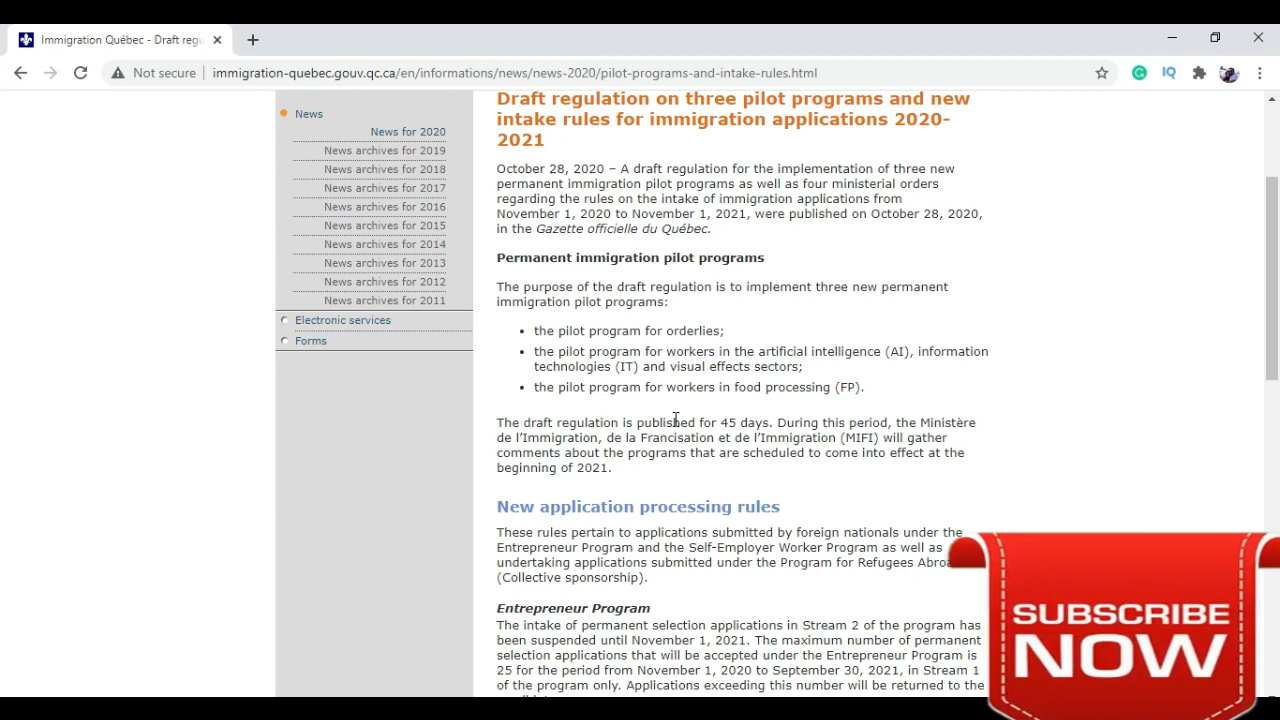 Immigration Québec - Draft regu
Not secure
immigration-quebec.gouv.qc.ca/en/informations/news/news-2020/pilot-programs-and-intake-rules.html
IQ
News
News for 2020
News archives for 2019
News archives for 2018
News archives for 2017
News archives for 2016
News archives for 2015
News archives for 2014
News archives for 2013
News archives for 2012
News archives for 2011
Electronic services
Forms
Draft regulation on three pilot programs and new
intake rules for immigration applications 2020-
2021
October 28, 2020 – A draft regulation for the implementation of three new
permanent immigration pilot programs as well as four ministerial orders
regarding the rules on the intake of immigration applications from
November 1, 2020 to November 1, 2021, were published on October 28, 2020,
in the Gazette officielle du Québec.
Permanent immigration pilot programs
The purpose of the draft regulation is to implement three new permanent
immigration pilot programs:
• the pilot program for orderlies;
• the pilot program for workers in the artificial intelligence (AI), information
technologies (IT) and visual effects sectors;
• the pilot program for workers in food processing (FP).
The draft regulation is published for 45 days. During this period, the Ministère
de l’Immigration, de la Francisation et de l’Immigration (MIFI) will gather
comments about the programs that are scheduled to come into effect at the
beginning of 2021.
New application processing rules
These rules pertain to applications submitted by foreign nationals under the
Entrepreneur Program and the Self-Employer Worker Program as well as
undertaking applications submitted under the Program for Refugees Abroa
(Collective sponsorship).
Entrepreneur Program
The intake of permanent selection applications in Stream 2 of the program has
been suspended until November 1, 2021. The maximum number of permanent
selection applications that will be accepted under the Entrepreneur Program is
25 for the period from November 1, 2020 to September 30, 2021, in Stream 1
of the program only. Applications exceeding this number will be returned to the
SUBSCRIBE
NOW